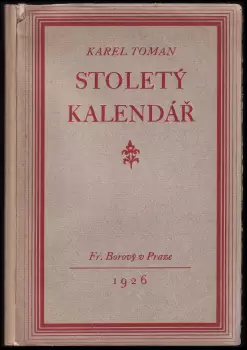 KAREL TOMAN
STOLETÝ
KALENDÁŘ
Fr. Borový v Praze
1926